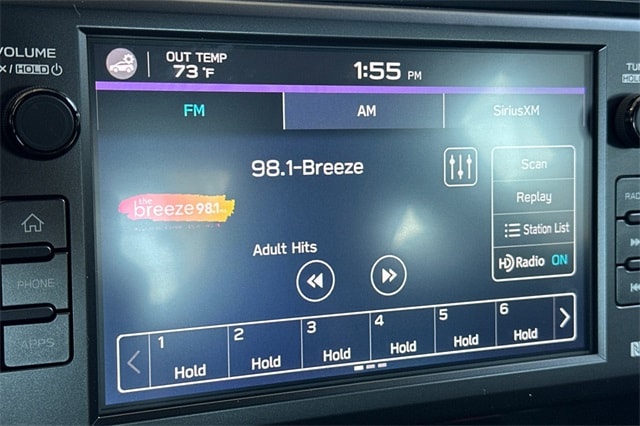 VOLUME
OUT TEMP
73°F
1:55 PM
HOLD
FM
AM
SiriusXM
98.1-Breeze
Scan
Replay
Station List
HD Radio ON
the
breeze 98.1
Adult Hits
PHONE
APPS
1 Hold
2 Hold
3 Hold
4 Hold
5 Hold
6 Hold